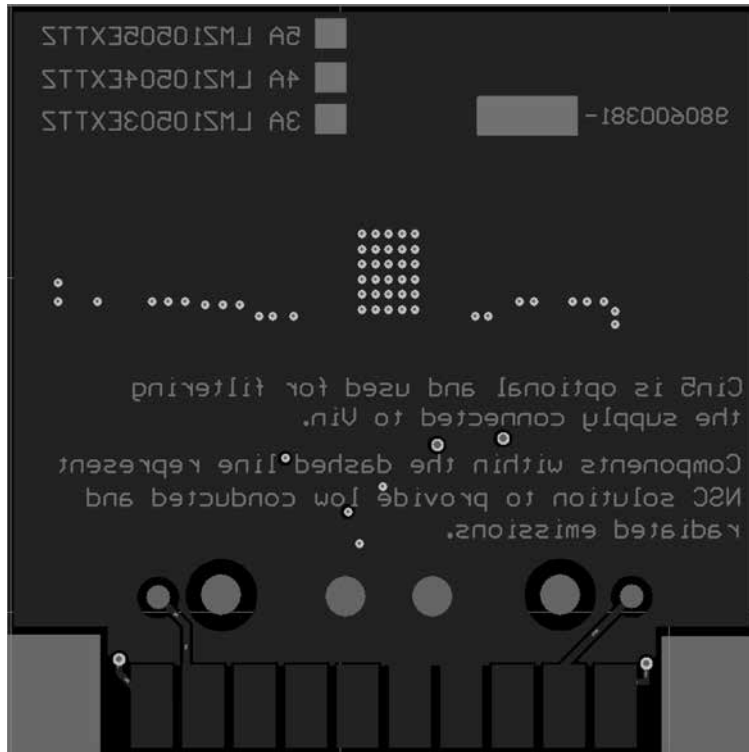 5A LMZ10505EXTTZ
4A LMZ10504EXTTZ
3A LMZ10503EXTTZ
980600381-
Cin5 is optional and used for filtering
the supply connected to Vin.
Components within the dashed line represent
NSC solution to provide low conducted and
radiated emissions.